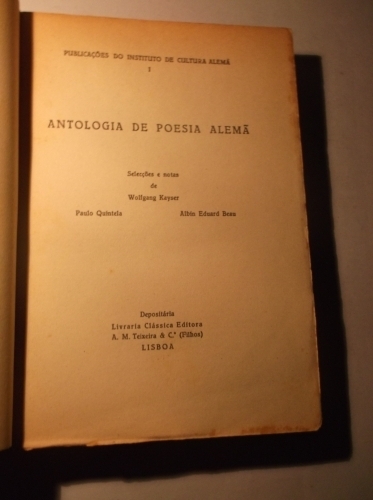 PUBLICAÇÕES DO INSTITUTO DE CULTURA ALEMÃ
I
ANTOLOGIA DE POESIA ALEMÃ
Selecções e notas
de
Wolfgang Kayser
Paulo Quintela Albin Eduard Beau
Depositária
Livraria Clássica Editora
A. M. Teixeira & C.ª (Filhos)
LISBOA